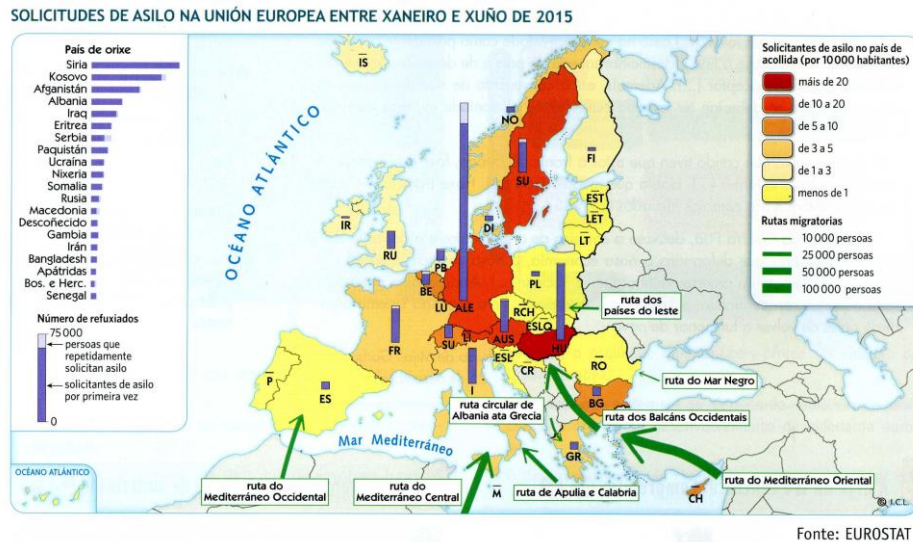 SOLICITUDES DE ASILO NA UNIÓN EUROPEA ENTRE XANEIRO E XUÑO DE 2015
País de orixe
Siria
Kosovo
Afganistán
Albania
Iraq
Eritrea
Serbia
Paquistán
Ucraína
Nixeria
Somalia
Rusia
Macedonia
Descoñecido
Gambia
Irán
Bangladesh
Apátridas
Bos. e Herc.
Senegal
Número de refuxiados
75 000
persoas que
repetidamente
solicitan asilo
solicitantes de asilo
por primeira vez
0
OCÉANO ATLÁNTICO
OCÉANO ATLÁNTICO
Mar Mediterráneo
IS
NO
SU
FI
EST
LET
LT
IR
RU
DI
PB
BE
LU
ALE
PL
RCH
ESLQ
AUS
HU
LI
SU
FR
ESL
CR
RO
BG
I
P
ES
GR
M
CH
ruta dos
países do leste
ruta do Mar Negro
ruta circular de
Albania ata Grecia
ruta dos Balcáns Occidentais
ruta do
Mediterráneo Occidental
ruta do
Mediterráneo Central
ruta de Apulia e Calabria
ruta do Mediterráneo Oriental
Solicitantes de asilo no país de
acollida (por 10 000 habitantes)
máis de 20
de 10 a 20
de 5 a 10
de 3 a 5
de 1 a 3
menos de 1
Rutas migratorias
10 000 persoas
25 000 persoas
50 000 persoas
100 000 persoas
© I.C.L.
Fonte: EUROSTAT